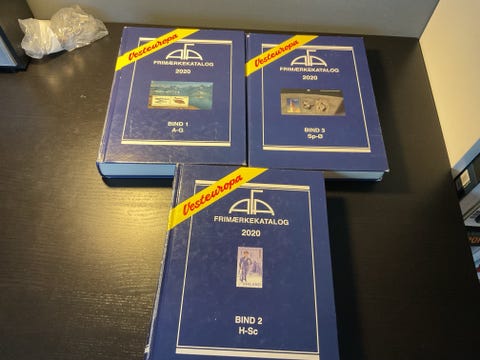 Vesteuropa
AFA
FRIMÆRKEKATALOG
2020
BIND 1
A-G
Vesteuropa
AFA
FRIMÆRKEKATALOG
2020
BIND 3
Sp-Ø
Vesteuropa
AFA
FRIMÆRKEKATALOG
2020
BIND 2
H-Sc